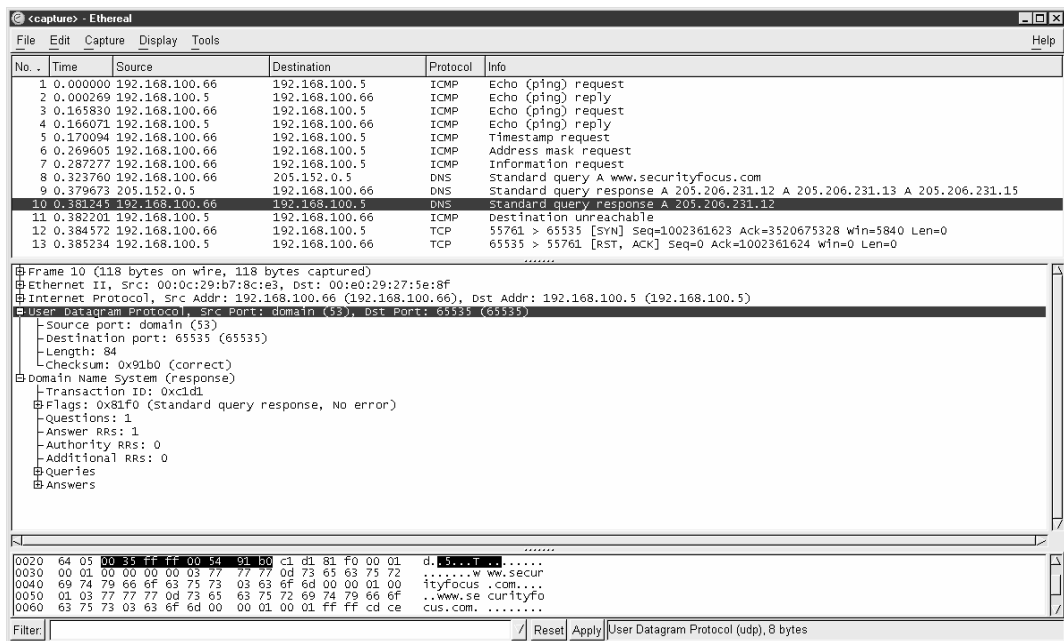 <capture> - Ethereal
File Edit Capture Display Tools Help
No. . Time Source Destination Protocol Info
1 0.000000 192.168.100.66 192.168.100.5 ICMP Echo (ping) request
2 0.000269 192.168.100.5 192.168.100.66 ICMP Echo (ping) reply
3 0.165830 192.168.100.66 192.168.100.5 ICMP Echo (ping) request
4 0.166071 192.168.100.5 192.168.100.66 ICMP Echo (ping) reply
5 0.170094 192.168.100.66 192.168.100.5 ICMP Timestamp request
6 0.269605 192.168.100.66 192.168.100.5 ICMP Address mask request
7 0.287277 192.168.100.66 192.168.100.5 ICMP Information request
8 0.323760 192.168.100.66 205.152.0.5 DNS Standard query A www.securityfocus.com
9 0.379673 205.152.0.5 192.168.100.66 DNS Standard query response A 205.206.231.12 A 205.206.231.13 A 205.206.231.15
10 0.381245 192.168.100.66 192.168.100.5 DNS Standard query response A 205.206.231.12
11 0.382201 192.168.100.5 192.168.100.66 ICMP Destination unreachable
12 0.384572 192.168.100.66 192.168.100.5 TCP 55761 > 65535 [SYN] Seq=1002361623 Ack=3520675328 Win=5840 Len=0
13 0.385234 192.168.100.5 192.168.100.66 TCP 65535 > 55761 [RST, ACK] Seq=0 Ack=1002361624 Win=0 Len=0
Frame 10 (118 bytes on wire, 118 bytes captured)
Ethernet II, Src: 00:0c:29:b7:8c:e3, Dst: 00:e0:29:27:5e:8f
Internet Protocol, Src Addr: 192.168.100.66 (192.168.100.66), Dst Addr: 192.168.100.5 (192.168.100.5)
User Datagram Protocol, Src Port: domain (53), Dst Port: 65535 (65535)
Source port: domain (53)
Destination port: 65535 (65535)
Length: 84
Checksum: 0x91b0 (correct)
Domain Name System (response)
Transaction ID: 0xc1d1
Flags: 0x81f0 (Standard query response, No error)
Questions: 1
Answer RRs: 1
Authority RRs: 0
Additional RRs: 0
Queries
Answers
0020 64 05 00 35 ff ff 00 54 91 b0 c1 d1 81 f0 00 01 d..5...T ........
0030 00 01 00 00 00 00 03 77 77 77 0d 73 65 63 75 72 .......w ww.secur
0040 69 74 79 66 6f 63 75 73 03 63 6f 6d 00 00 01 00 ityfocus .com....
0050 01 03 77 77 77 0d 73 65 63 75 72 69 74 79 66 6f ..www.se curityfo
0060 63 75 73 03 63 6f 6d 00 00 01 00 01 ff ff cd ce cus.com. ........
Filter: Reset Apply User Datagram Protocol (udp), 8 bytes